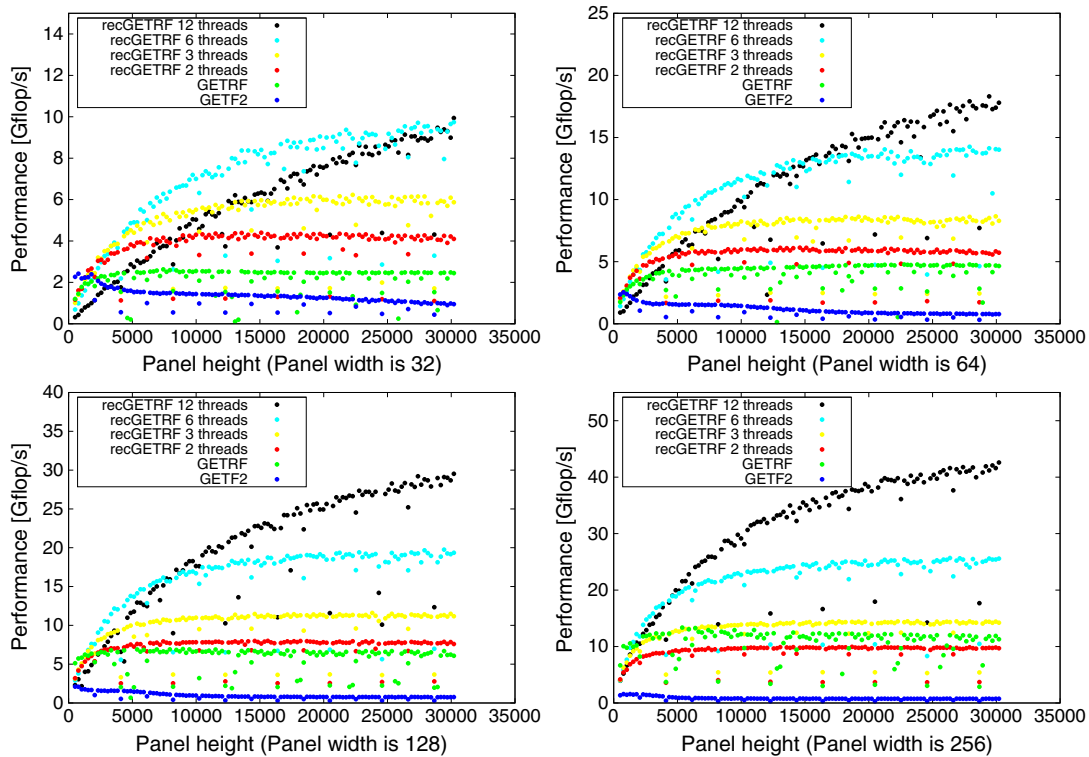 15
14
12
10
8
6
4
2
0
Performance [Gflop/s]
recGETRF 12 threads
recGETRF 6 threads
recGETRF 3 threads
recGETRF 2 threads
GETRF
GETF2
0 5000 10000 15000 20000 25000 30000 35000
Panel height (Panel width is 32)
25
20
15
10
5
0
Performance [Gflop/s]
recGETRF 12 threads
recGETRF 6 threads
recGETRF 3 threads
recGETRF 2 threads
GETRF
GETF2
0 5000 10000 15000 20000 25000 30000 35000
Panel height (Panel width is 64)
40
35
30
25
20
15
10
5
0
Performance [Gflop/s]
recGETRF 12 threads
recGETRF 6 threads
recGETRF 3 threads
recGETRF 2 threads
GETRF
GETF2
0 5000 10000 15000 20000 25000 30000 35000
Panel height (Panel width is 128)
50
40
30
20
10
0
Performance [Gflop/s]
recGETRF 12 threads
recGETRF 6 threads
recGETRF 3 threads
recGETRF 2 threads
GETRF
GETF2
0 5000 10000 15000 20000 25000 30000 35000
Panel height (Panel width is 256)